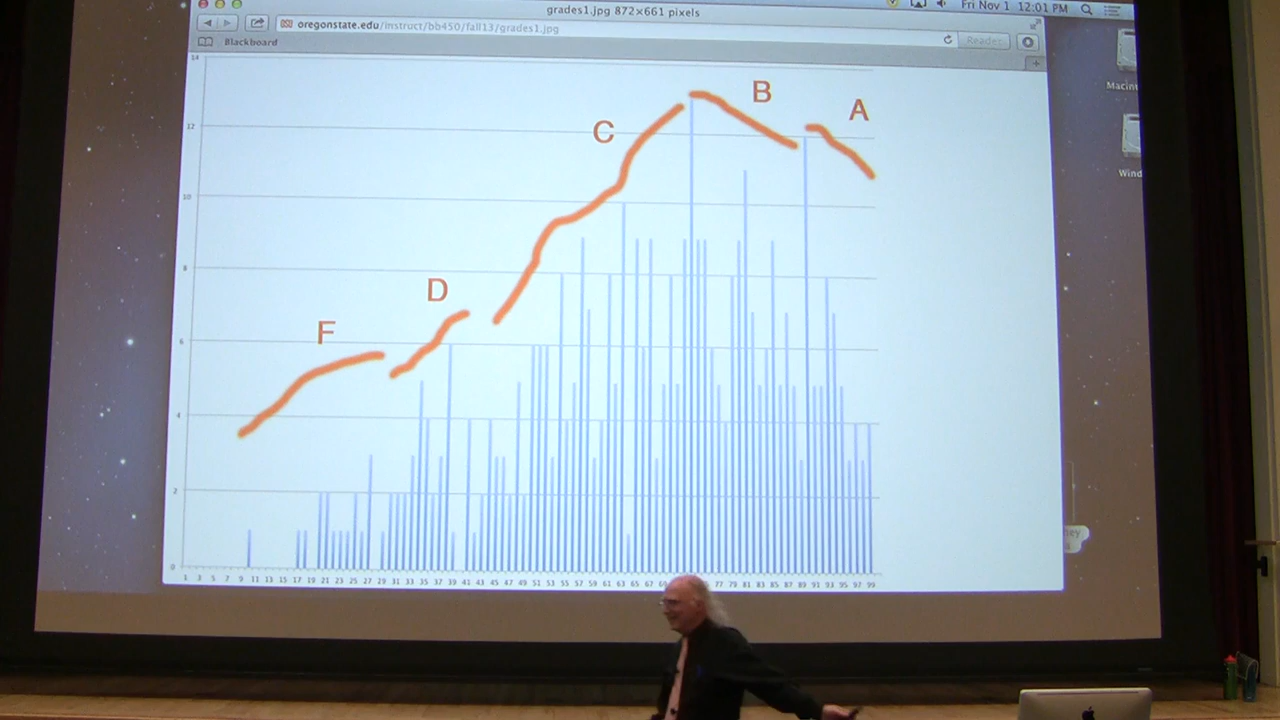 grades1.jpg 872×661 pixels
Fri Nov 1 12:01 PM
oregonstate.edu/instruct/bb450/fall13/grades1.jpg
Reader
Blackboard
Macint
Wind
14
12
10
8
6
4
2
0
F
D
C
B
A
1 3 5 7 9 11 13 15 17 19 21 23 25 27 29 31 33 35 37 39 41 43 45 47 49 51 53 55 57 59 61 63 65 67 77 79 81 83 85 87 89 91 93 95 97 99